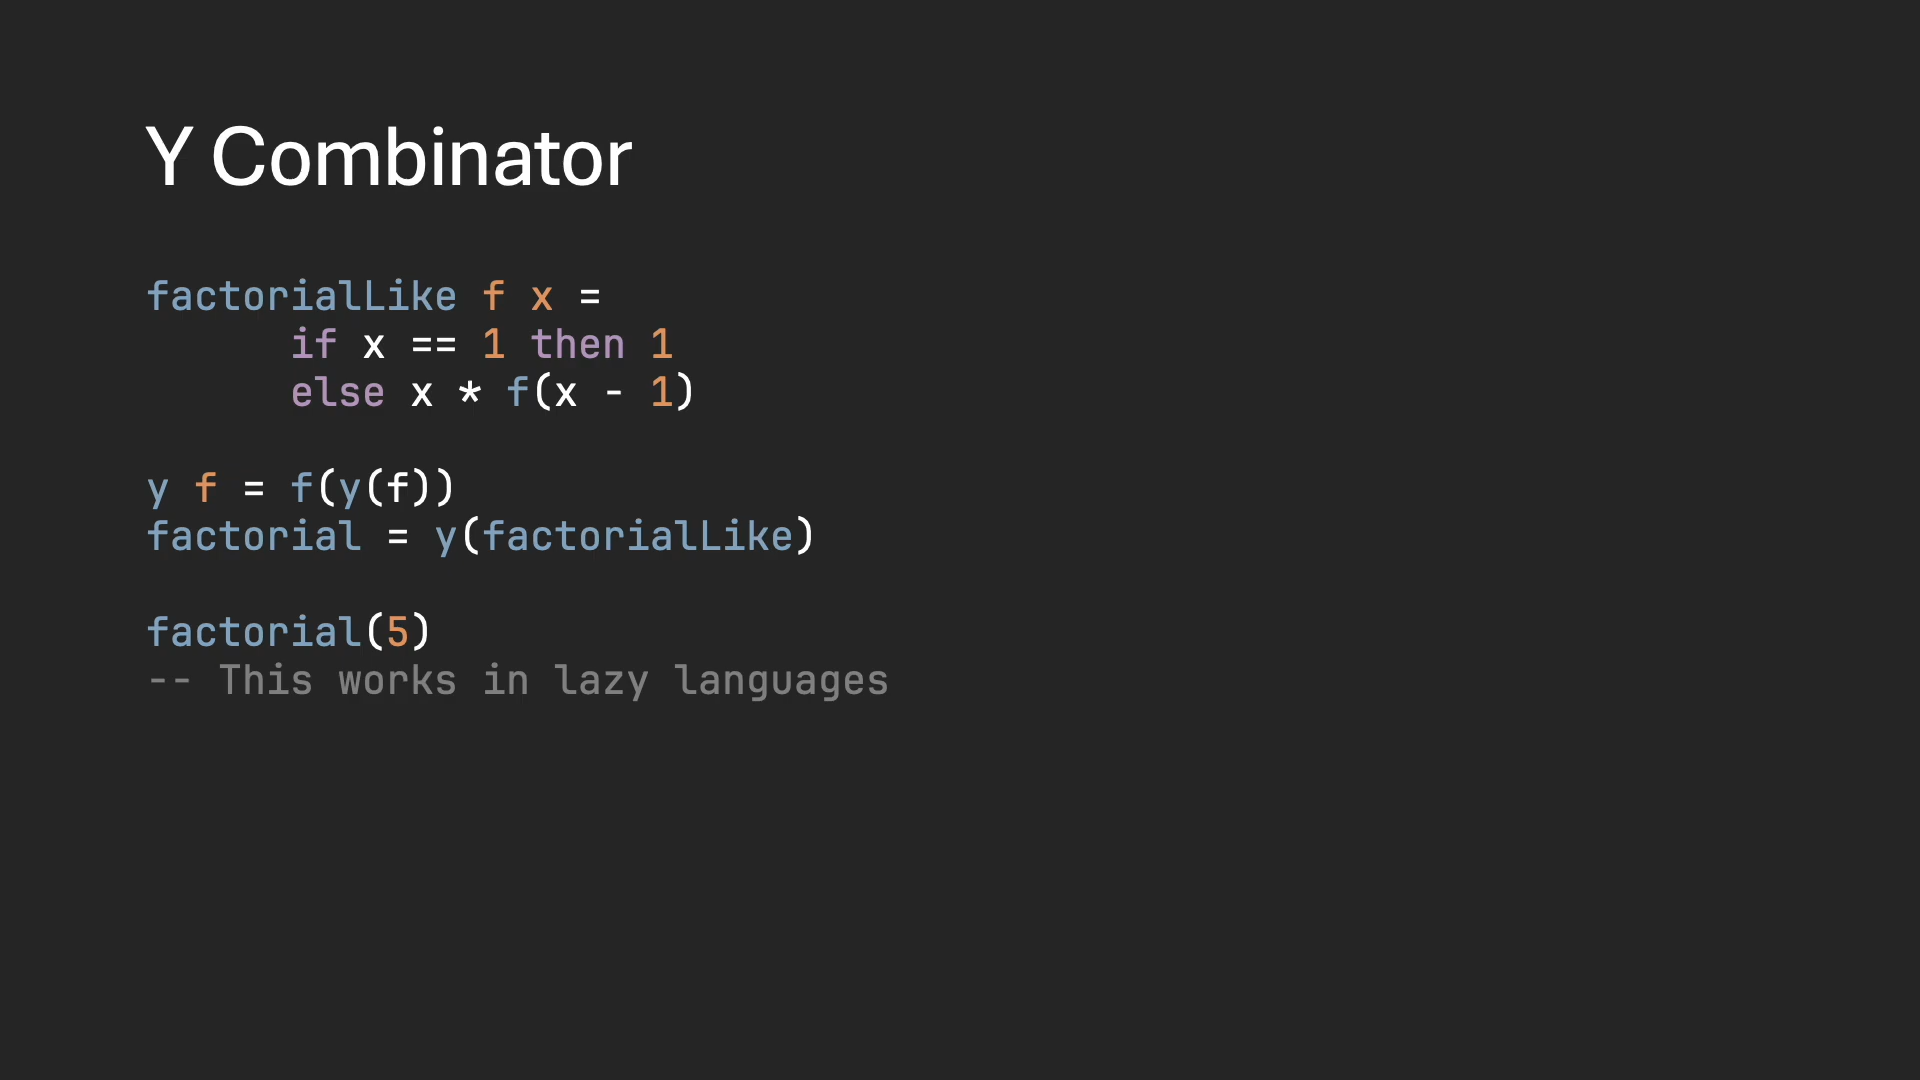 Y Combinator
factorialLike f x =
      if x == 1 then 1
      else x * f(x - 1)
y f = f(y(f))
factorial = y(factorialLike)
factorial(5)
-- This works in lazy languages